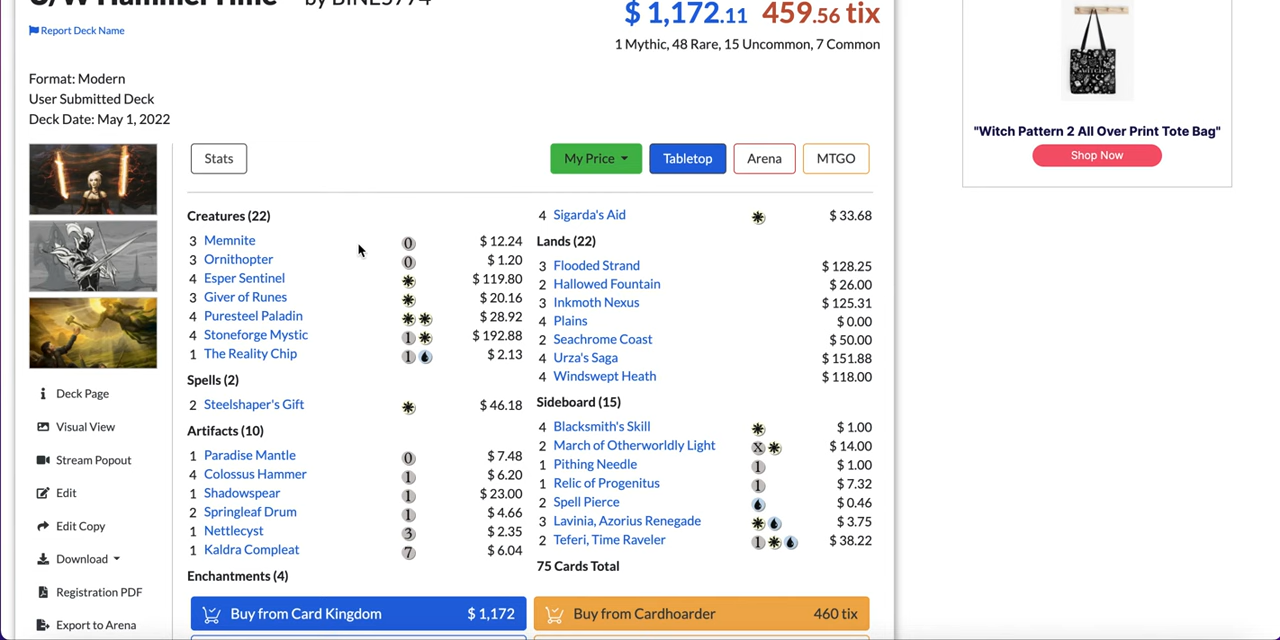 by BINES774
$ 1,172.11 459.56 tix
Report Deck Name
1 Mythic, 48 Rare, 15 Uncommon, 7 Common
Format: Modern
User Submitted Deck
Deck Date: May 1, 2022
Stats
My Price
Tabletop
Arena
MTGO
Creatures (22)
3 Memnite 0 $ 12.24
3 Ornithopter 0 $ 1.20
4 Esper Sentinel $ 119.80
3 Giver of Runes $ 20.16
4 Puresteel Paladin $ 28.92
4 Stoneforge Mystic 1 $ 192.88
1 The Reality Chip 1 $ 2.13
Spells (2)
2 Steelshaper's Gift $ 46.18
Artifacts (10)
1 Paradise Mantle 0 $ 7.48
4 Colossus Hammer 1 $ 6.20
1 Shadowspear 1 $ 23.00
2 Springleaf Drum 1 $ 4.66
1 Nettlecyst 3 $ 2.35
1 Kaldra Compleat 7 $ 6.04
Enchantments (4)
4 Sigarda's Aid $ 33.68
Lands (22)
3 Flooded Strand $ 128.25
2 Hallowed Fountain $ 26.00
3 Inkmoth Nexus $ 125.31
4 Plains $ 0.00
2 Seachrome Coast $ 50.00
4 Urza's Saga $ 151.88
4 Windswept Heath $ 118.00
Sideboard (15)
4 Blacksmith's Skill $ 1.00
2 March of Otherworldly Light X $ 14.00
1 Pithing Needle 1 $ 1.00
1 Relic of Progenitus 1 $ 7.32
2 Spell Pierce $ 0.46
3 Lavinia, Azorius Renegade $ 3.75
2 Teferi, Time Raveler 1 $ 38.22
75 Cards Total
Buy from Card Kingdom $ 1,172
Buy from Cardhoarder 460 tix
Deck Page
Visual View
Stream Popout
Edit
Edit Copy
Download
Registration PDF
Export to Arena
"Witch Pattern 2 All Over Print Tote Bag"
Shop Now